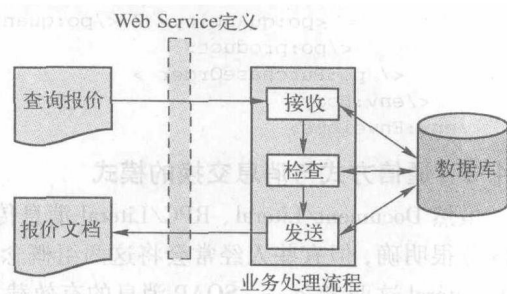 Web Service定义
查询报价
接收
检查
数据库
报价文档
发送
业务处理流程